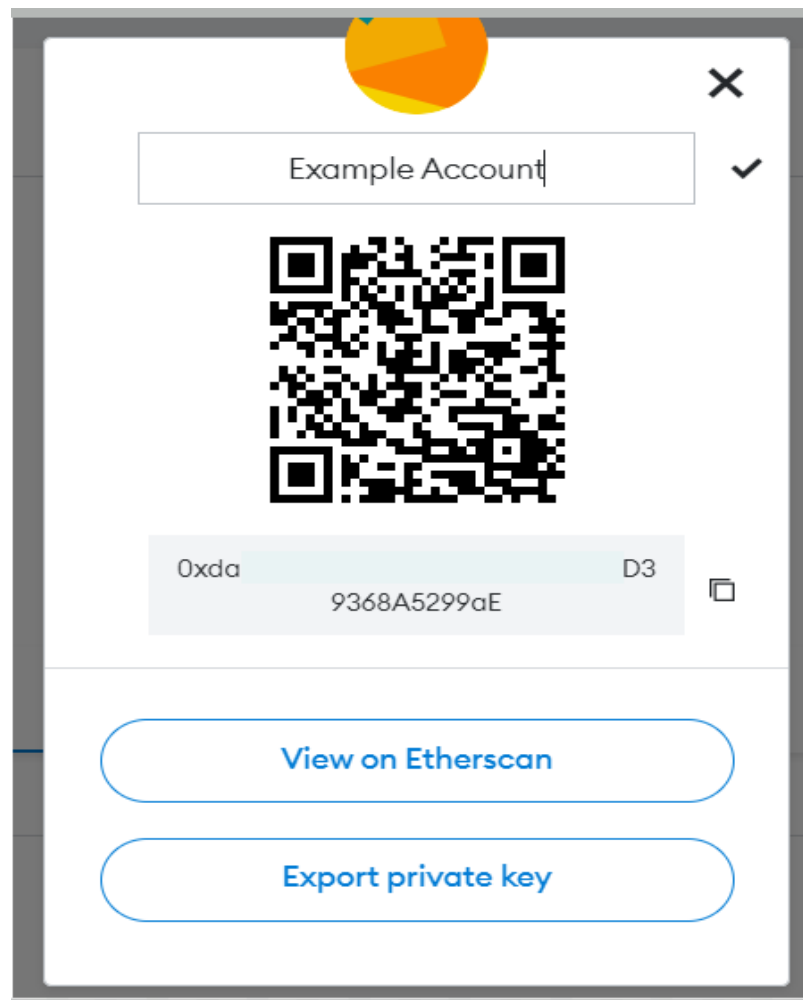 Example Account
0xda D3
9368A5299aE
View on Etherscan
Export private key